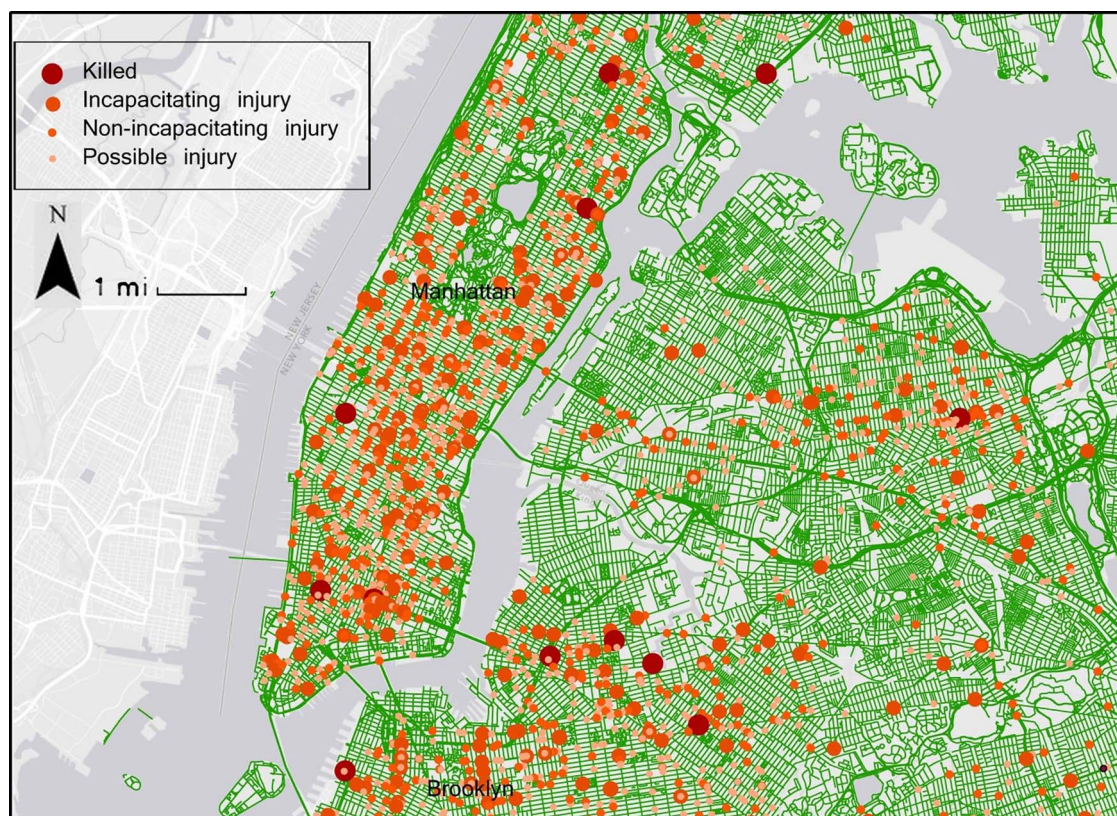 Killed
Incapacitating injury
Non-incapacitating injury
Possible injury
N
1 mi
Manhattan
NEW JERSEY
NEW YORK
Brooklyn